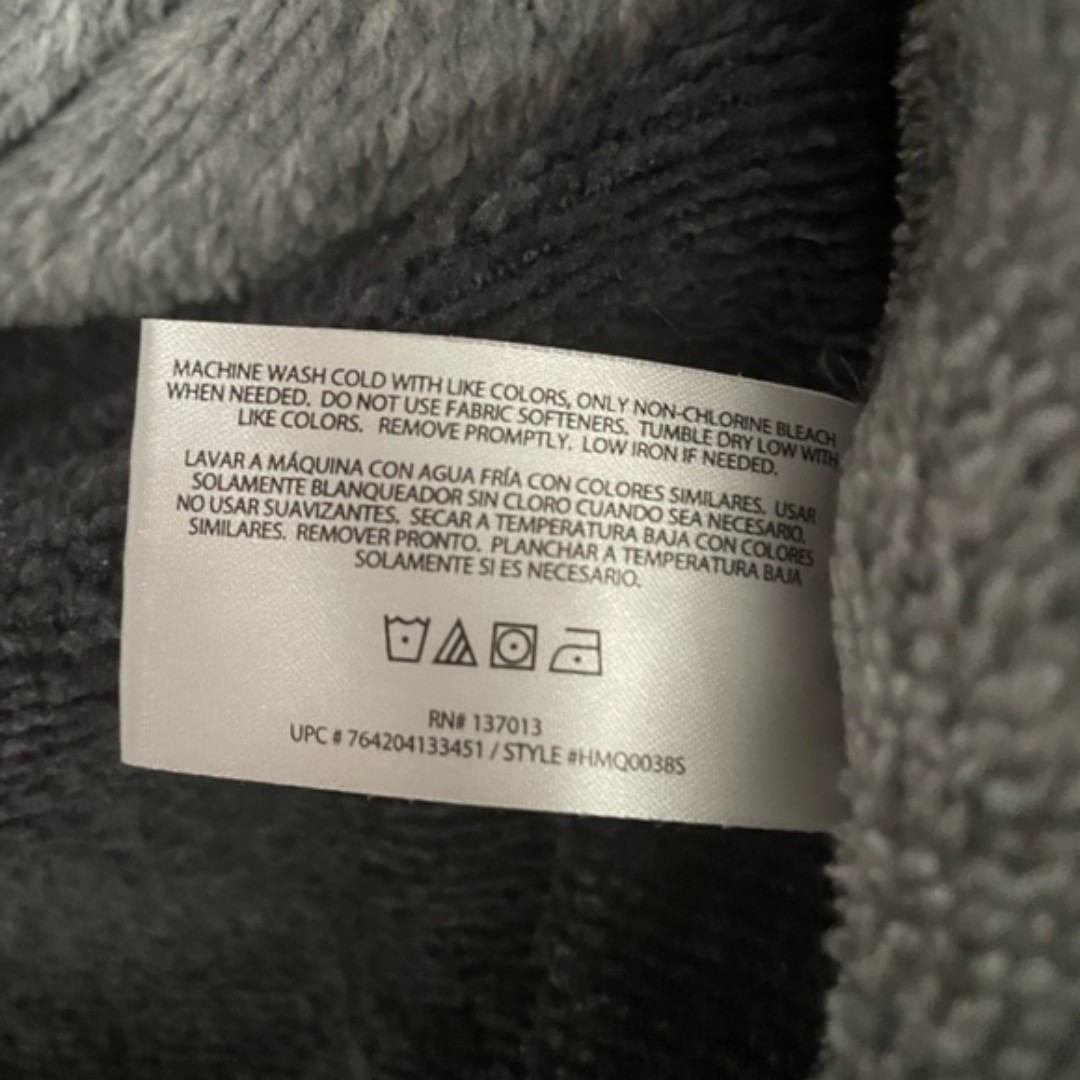 MACHINE WASH COLD WITH LIKE COLORS, ONLY NON-CHLORINE BLEACH
WHEN NEEDED. DO NOT USE FABRIC SOFTENERS. TUMBLE DRY LOW WITH
LIKE COLORS. REMOVE PROMPTLY. LOW IRON IF NEEDED.
LAVAR A MÁQUINA CON AGUA FRÍA CON COLORES SIMILARES. USAR
SOLAMENTE BLANQUEADOR SIN CLORO CUANDO SEA NECESARIO.
NO USAR SUAVIZANTES. SECAR A TEMPERATURA BAJA CON COLORES
SIMILARES. REMOVER PRONTO. PLANCHAR A TEMPERATURA BAJA
SOLAMENTE SI ES NECESARIO.
RN# 137013
UPC # 764204133451 / STYLE #HMQ0038S